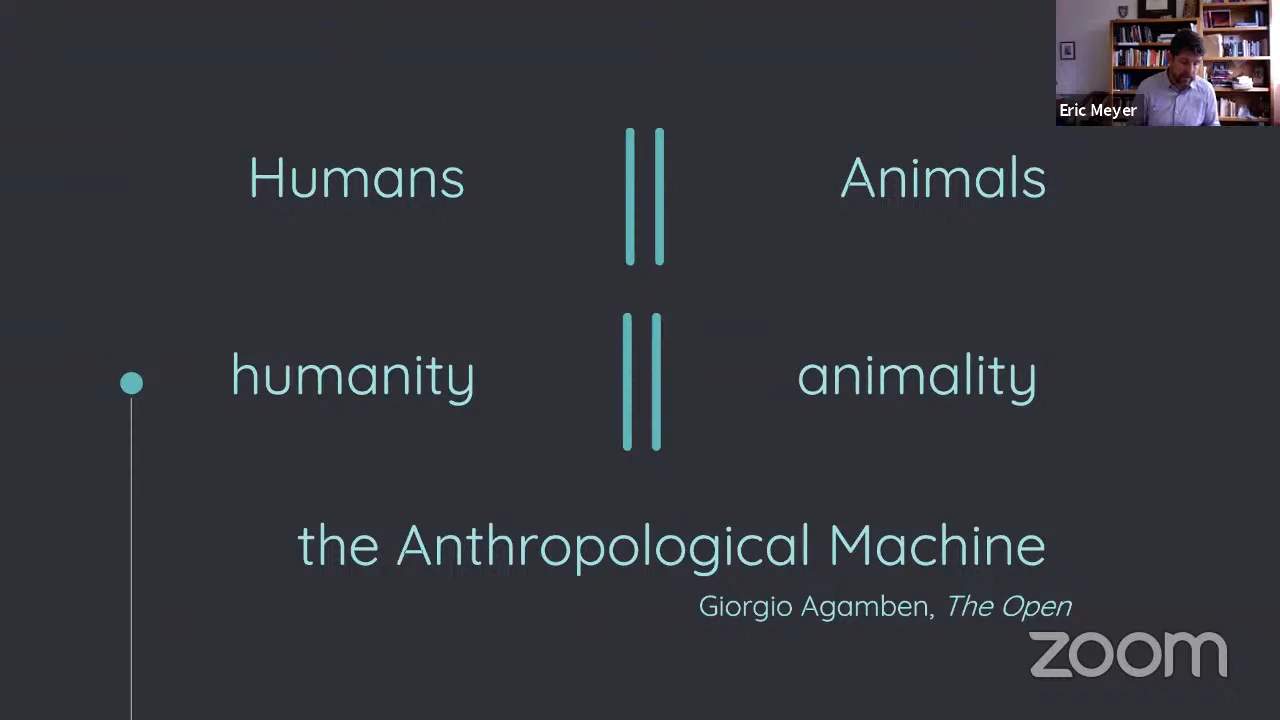 Eric Meyer
Humans
Animals
humanity
animality
the Anthropological Machine
Giorgio Agamben, The Open
zoom